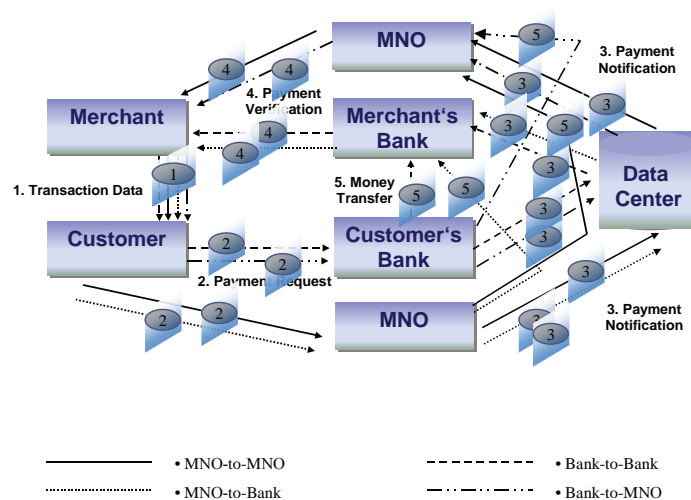 MNO
5
3. Payment
Notification
4
4
3
4. Payment
Verification
3
Merchant
Merchant's
Bank
4
3
5
4
1
3
Data
Center
1. Transaction Data
5. Money
Transfer
5
5
3
Customer
Customer's
Bank
2
3
2
2. Payment Request
3
MNO
2
2
3
3
3. Payment
Notification
• MNO-to-MNO
• Bank-to-Bank
• MNO-to-Bank
• Bank-to-MNO